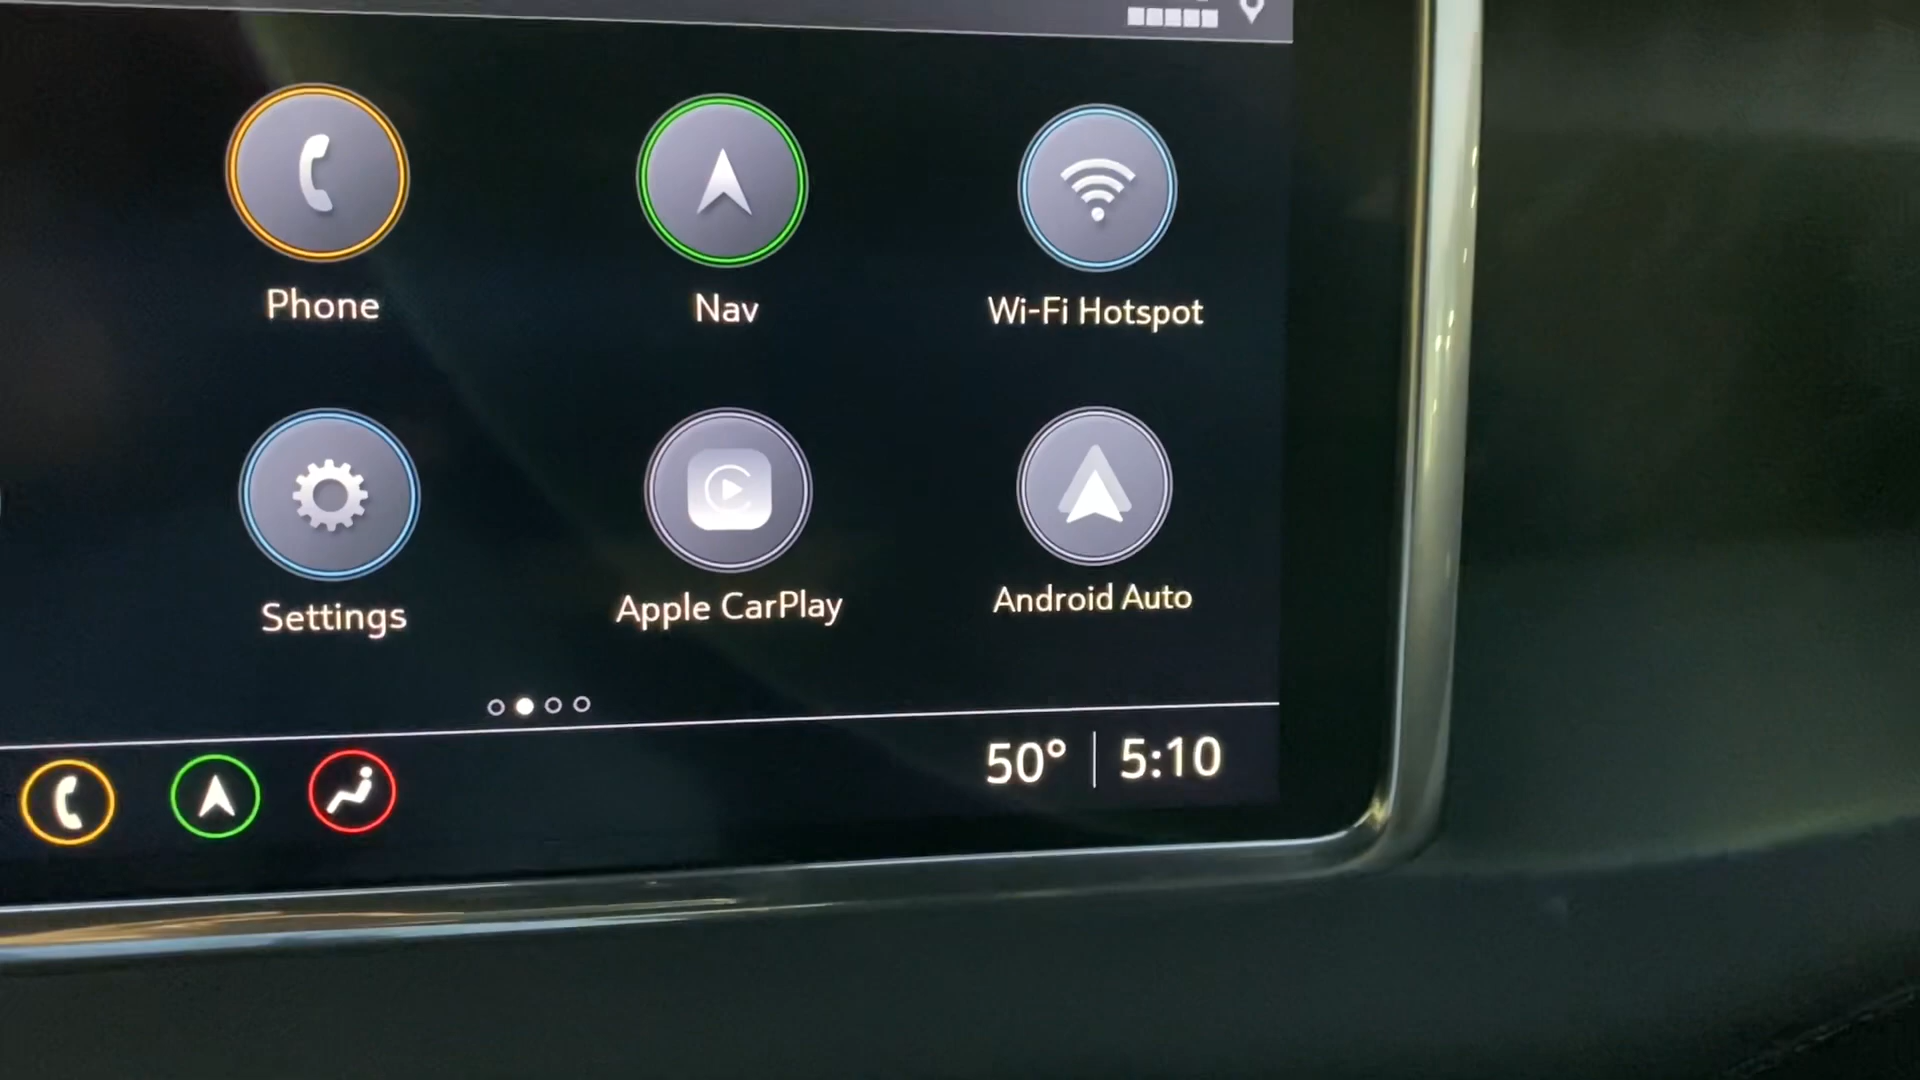 Phone
Nav
Wi-Fi Hotspot
Settings
Apple CarPlay
Android Auto
50° 5:10